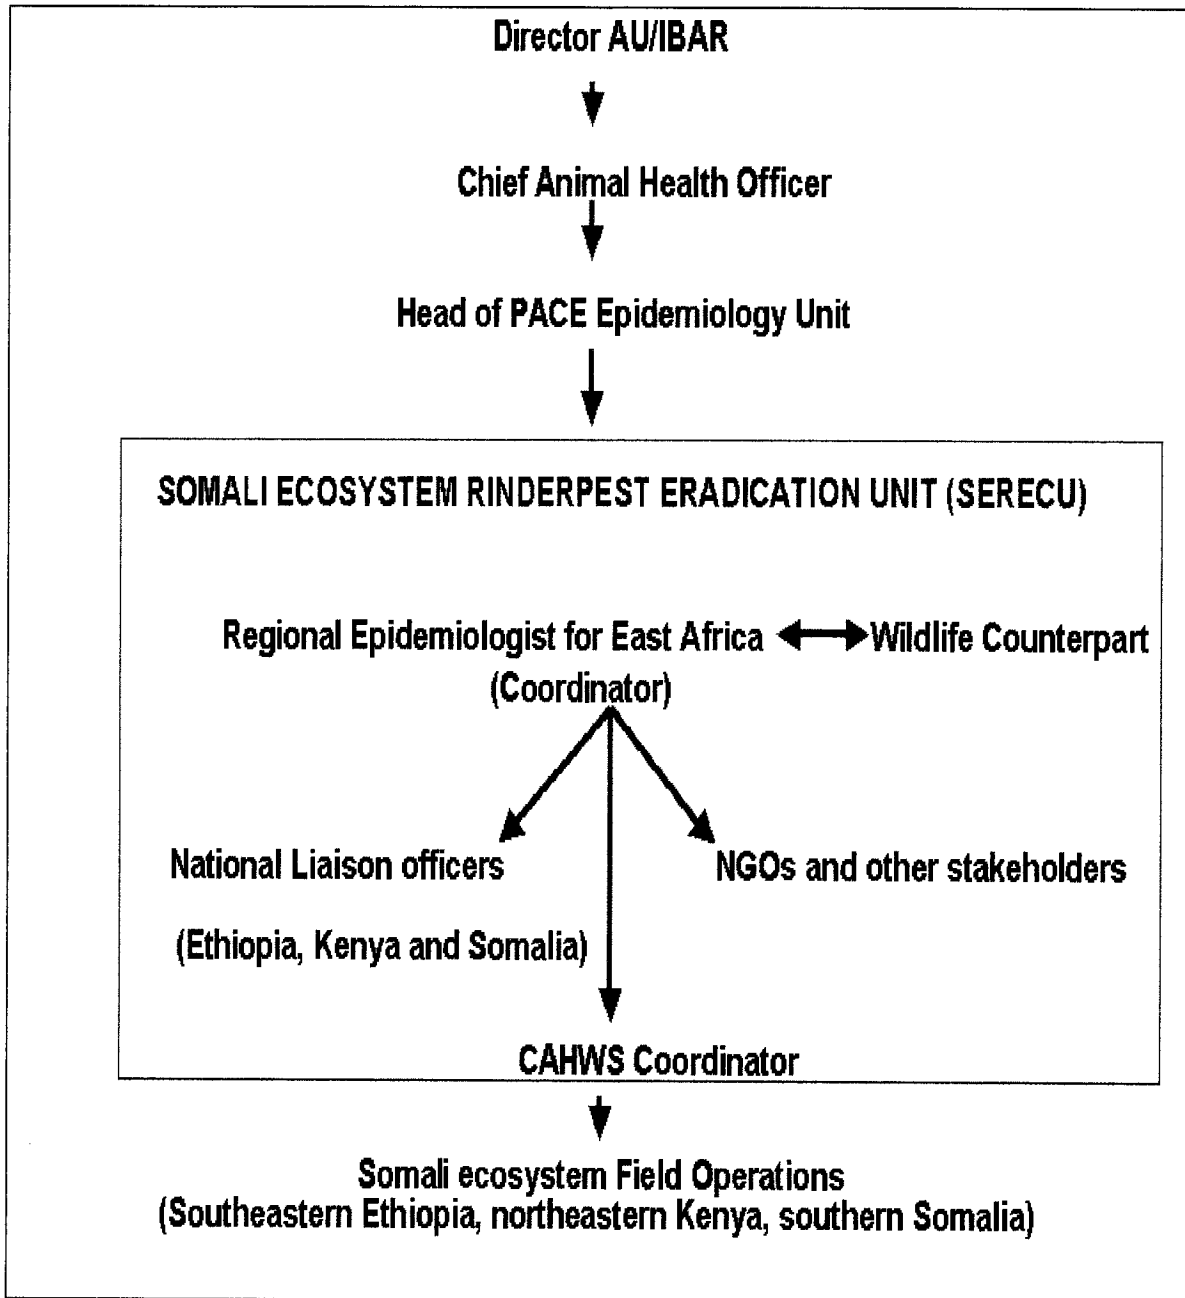 Director AU/IBAR
Chief Animal Health Officer
Head of PACE Epidemiology Unit
SOMALI ECOSYSTEM RINDERPEST ERADICATION UNIT (SERECU)
Regional Epidemiologist for East Africa
Wildlife Counterpart
(Coordinator)
National Liaison officers
NGOs and other stakeholders
(Ethiopia, Kenya and Somalia)
CAHWS Coordinator
Somali ecosystem Field Operations
(Southeastern Ethiopia, northeastern Kenya, southern Somalia)